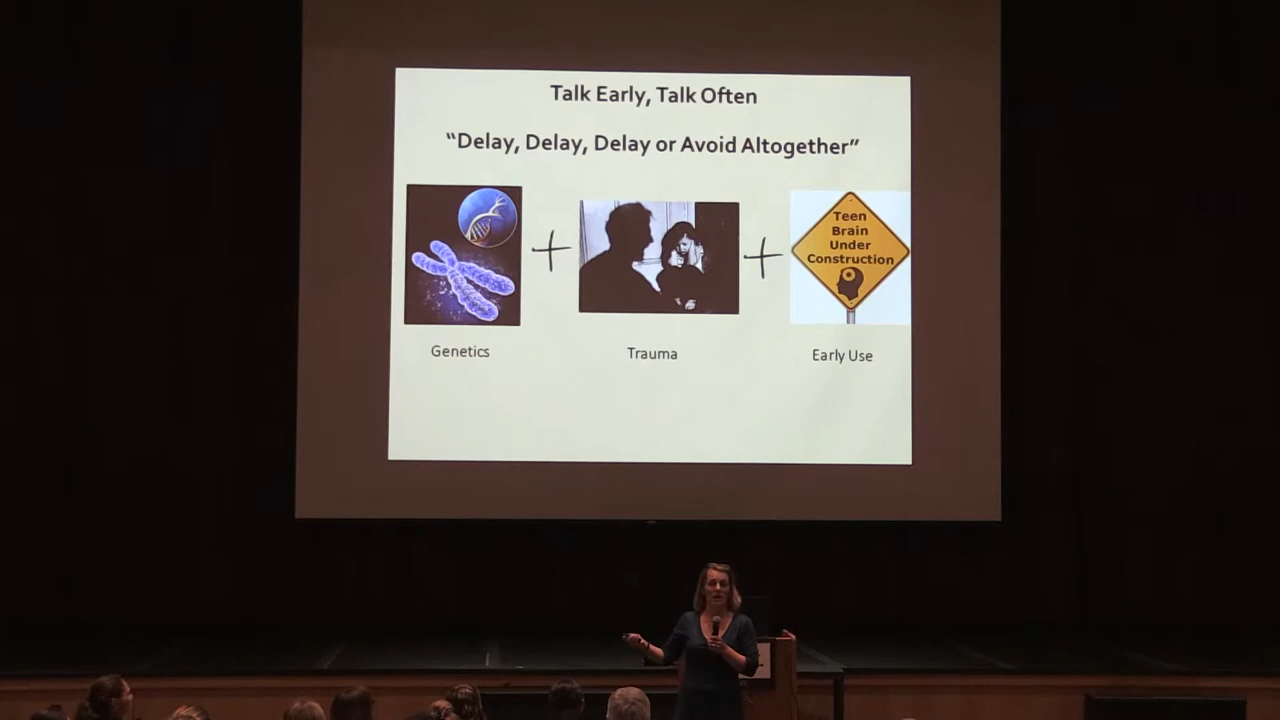 Talk Early, Talk Often
“Delay, Delay, Delay or Avoid Altogether”
Teen
Brain
Under
Construction
Genetics
Trauma
Early Use